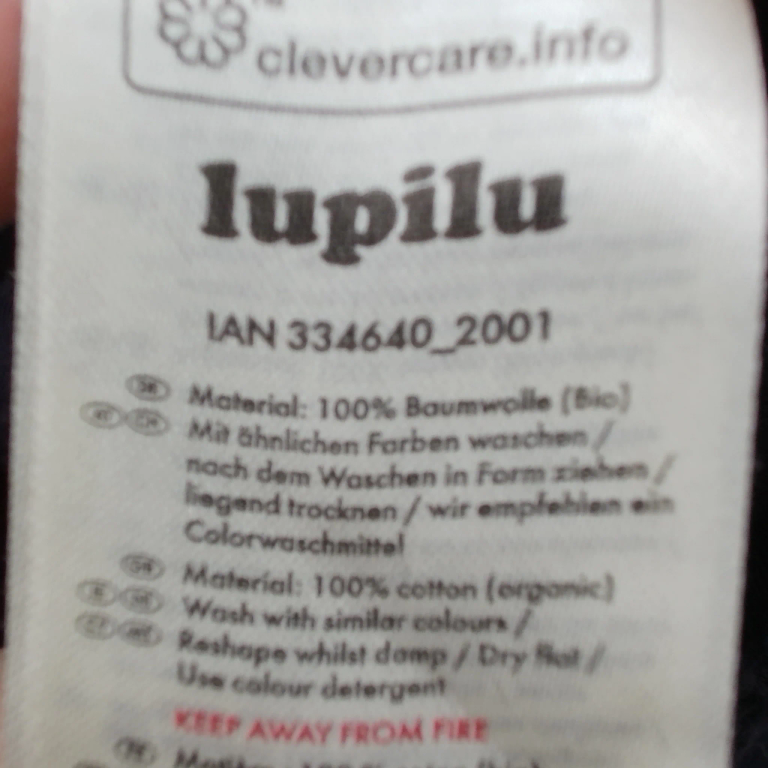 clevercare.info
lupilu
IAN 334640_2001
Material: 100% Baumwolle (Bio)
Mit ähnlichen Farben waschen /
nach dem Waschen in Form ziehen /
liegend trocknen / wir empfehlen ein
Colorwaschmittel
Material: 100% cotton (organic)
Wash with similar colours /
Reshape whilst damp / Dry flat /
Use colour detergent
KEEP AWAY FROM FIRE